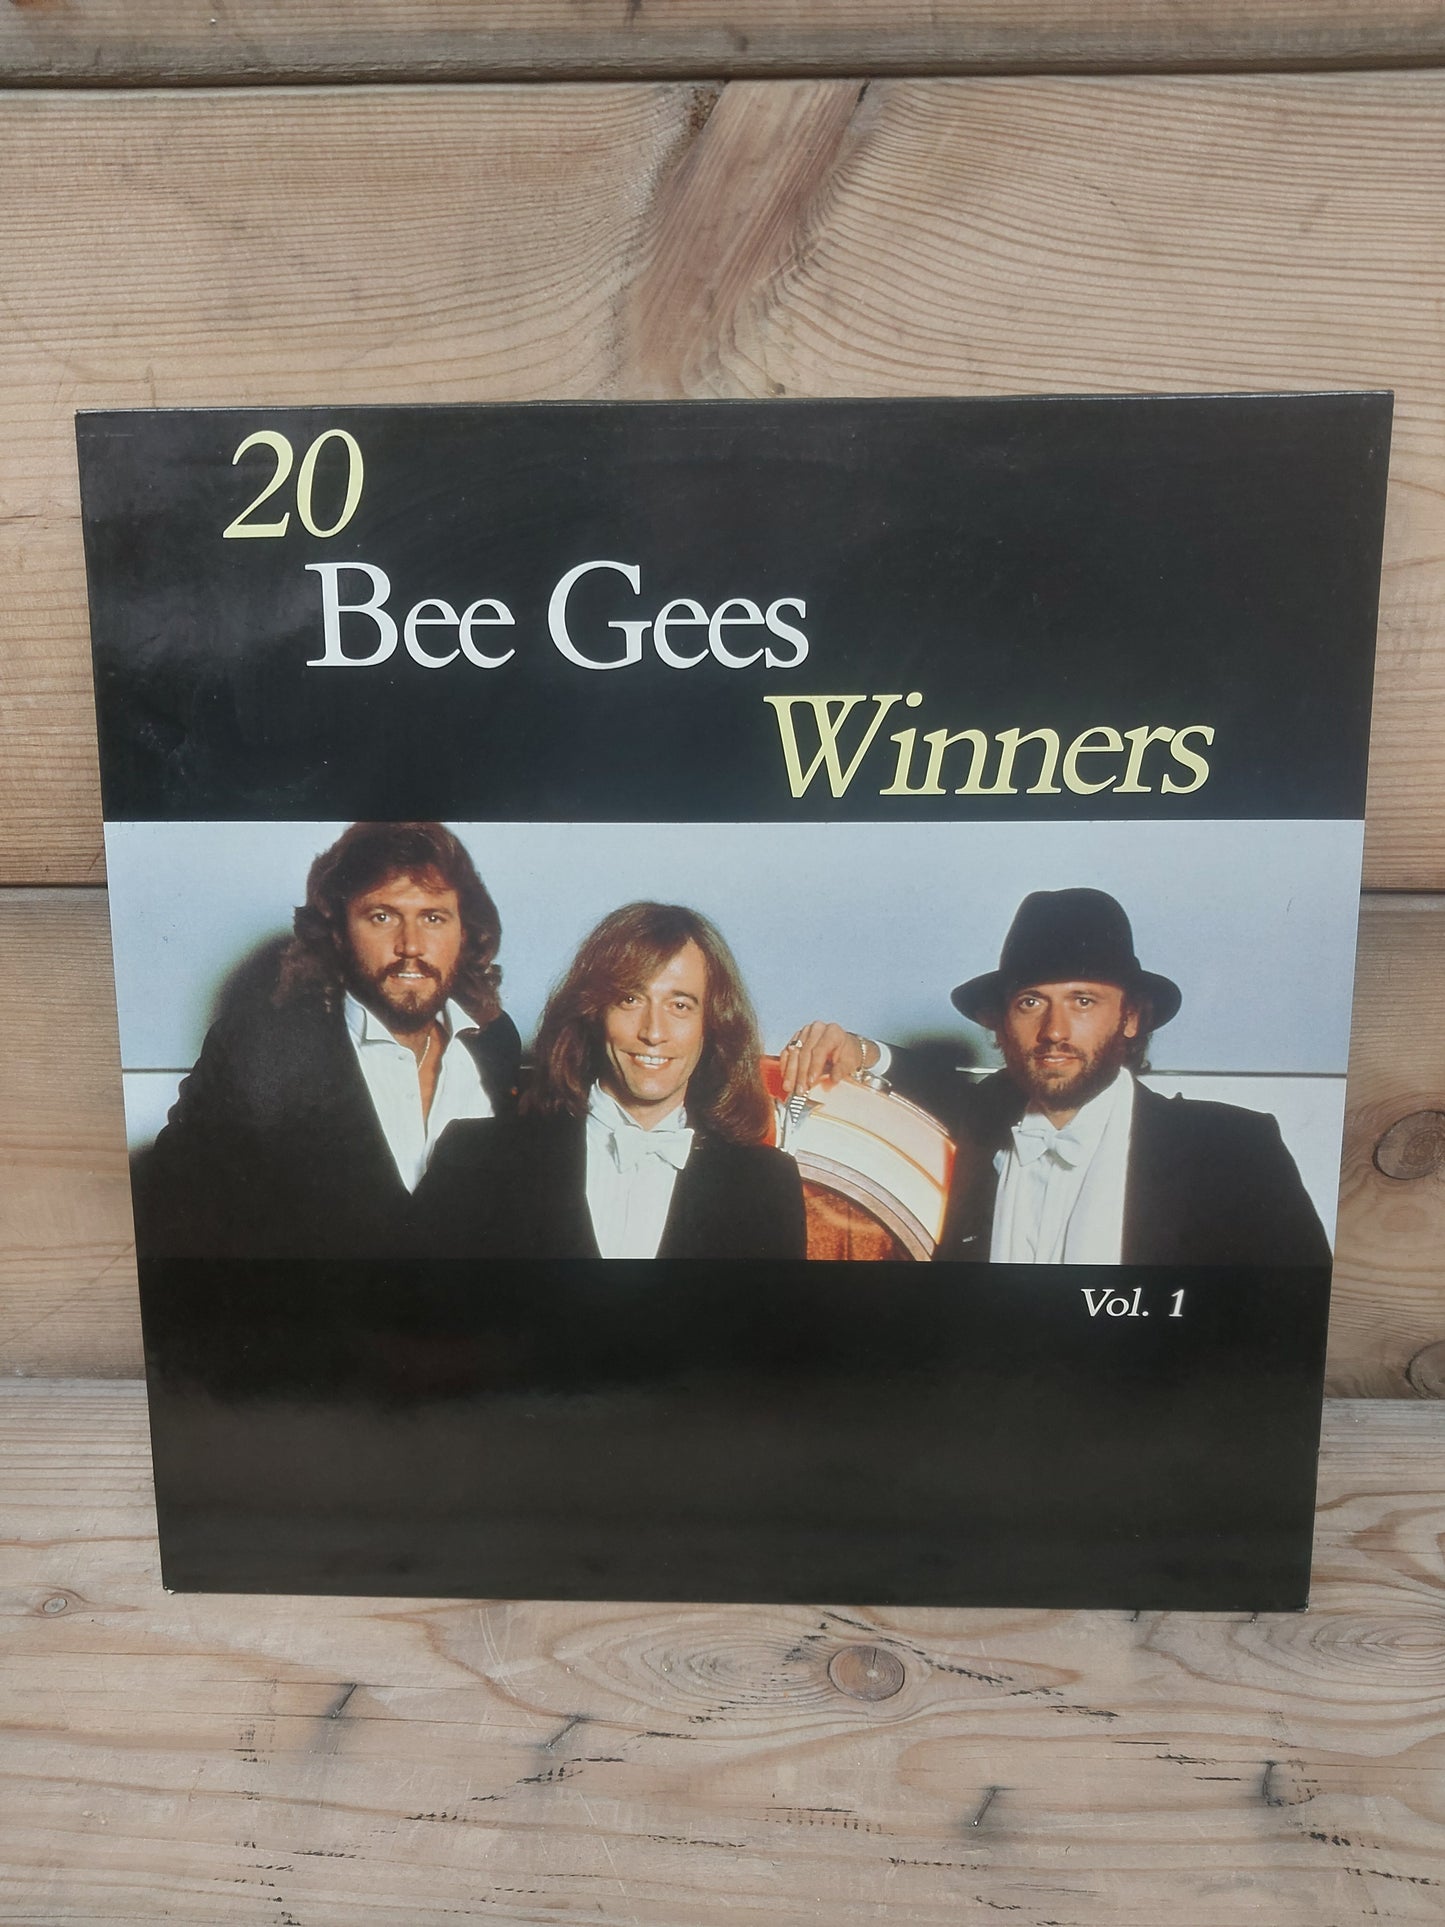 20
Bee Gees
Winners
Vol. 1